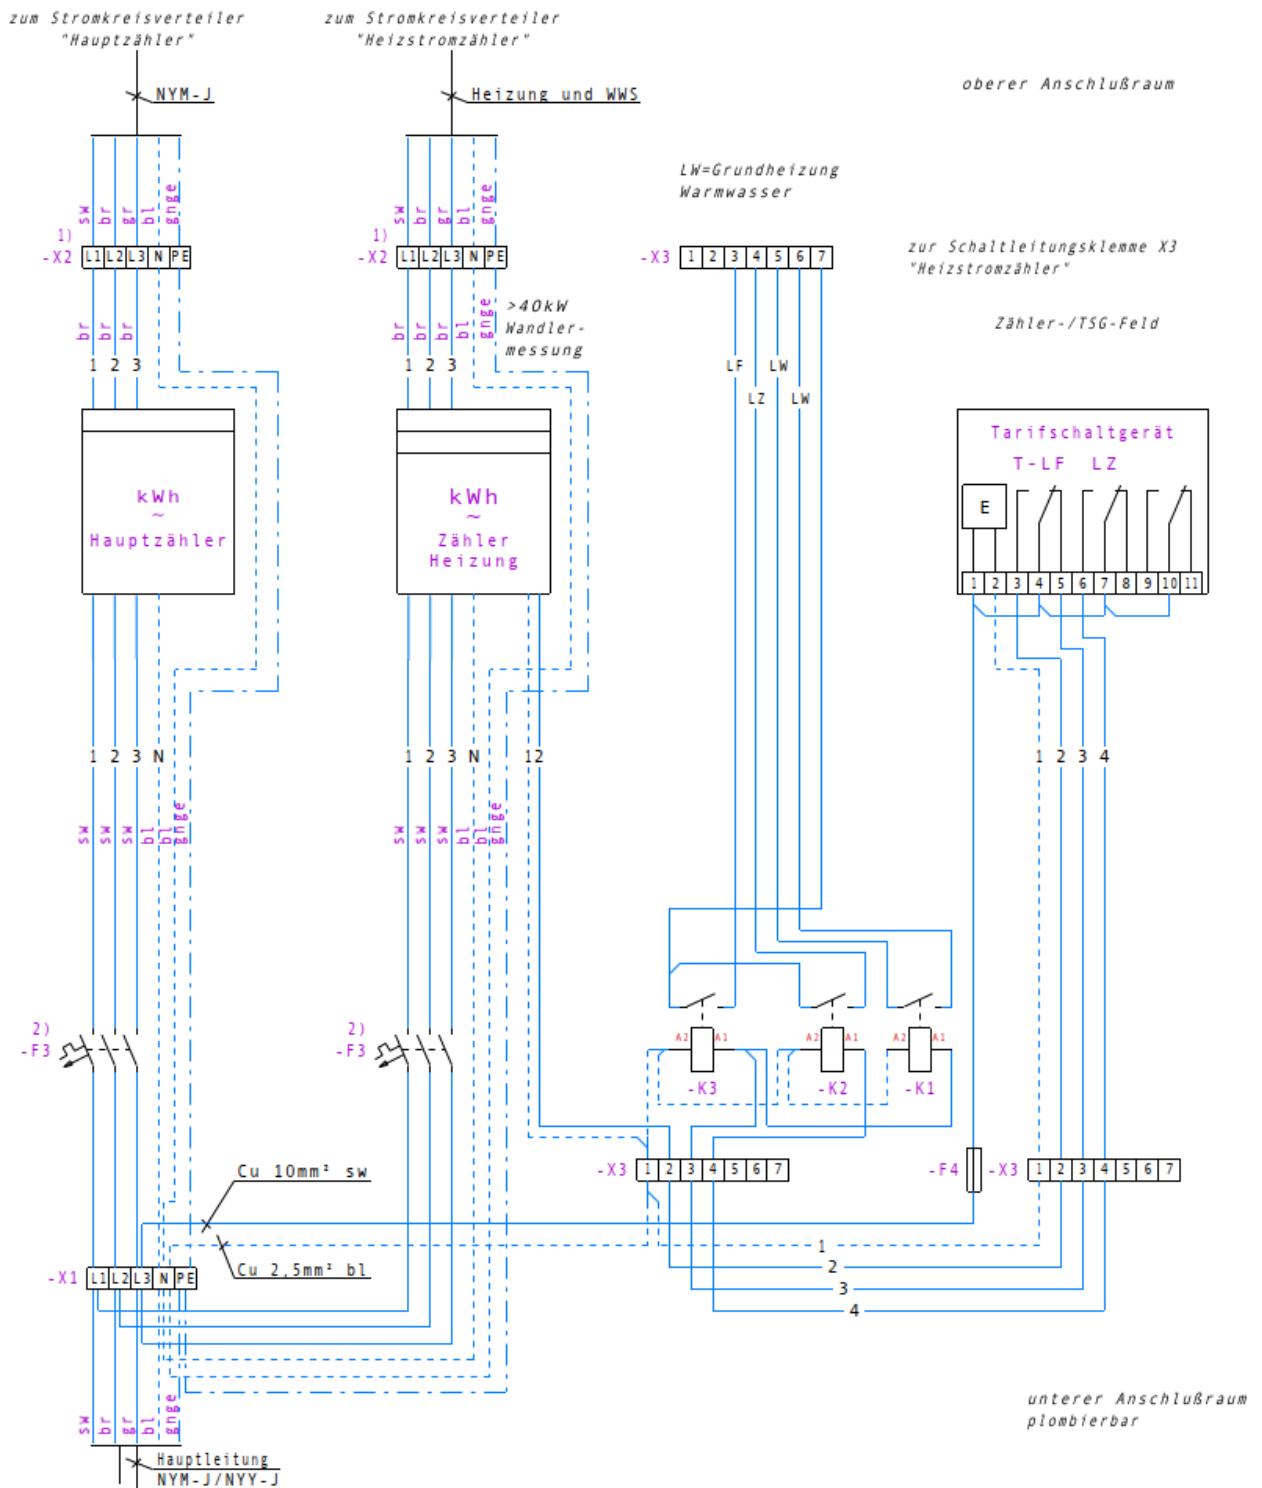 zum Stromkreisverteiler
"Hauptzähler"
zum Stromkreisverteiler
"Heizstromzähler"
NYM-J
Heizung und WWS
oberer Anschlußraum
LW=Grundheizung
Warmwasser
sw br gr bl gnge
sw br gr bl gnge
1)
-X2 L1 L2 L3 N PE
1)
-X2 L1 L2 L3 N PE
-X3 1 2 3 4 5 6 7
zur Schaltleitungsklemme X3
"Heizstromzähler"
br br br
br br br bl gnge
>40kW
Wandler-
messung
Zähler-/TSG-Feld
1 2 3
1 2 3
LF LW
LZ LW
Tarifschaltgerät
T-LF LZ
E
1 2 3 4 5 6 7 8 9 10 11
kWh
~
Hauptzähler
kWh
~
Zähler
Heizung
1 2 3 N
1 2 3 N
12
1 2 3 4
sw sw sw bl bl gnge
sw sw sw bl bl gnge
2)
-F3
2)
-F3
A2 A1
A2 A1
A2 A1
-K3
-K2
-K1
Cu 10mm² sw
-X3 1 2 3 4 5 6 7
-F4
-X3 1 2 3 4 5 6 7
1
2
3
4
Cu 2,5mm² bl
-X1 L1 L2 L3 N PE
sw br gr bl gnge
unterer Anschlußraum
plombierbar
Hauptleitung
NYM-J/NYY-J